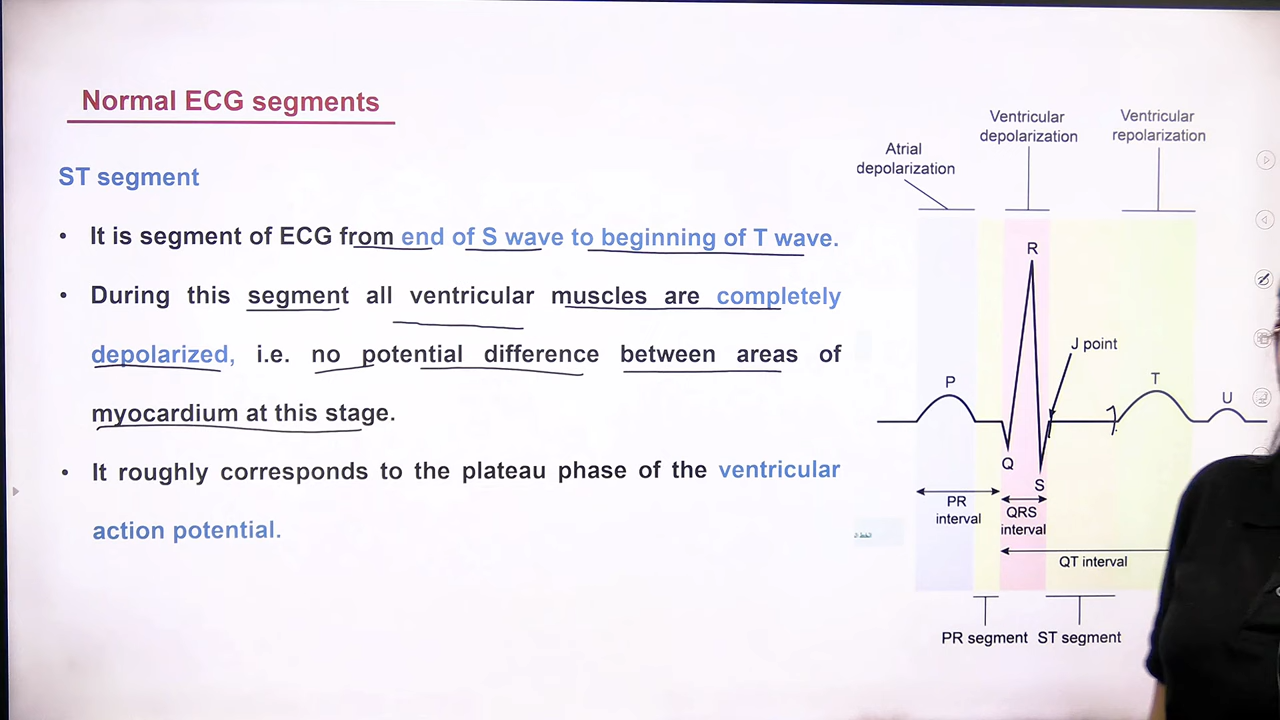 Normal ECG segments
ST segment
• It is segment of ECG from end of S wave to beginning of T wave.
• During this segment all ventricular muscles are completely
depolarized, i.e. no potential difference between areas of
myocardium at this stage.
• It roughly corresponds to the plateau phase of the ventricular
action potential.
Atrial
depolarization
Ventricular
depolarization
Ventricular
repolarization
R
J point
P
T
U
Q
S
PR
interval
QRS
interval
QT interval
PR segment
ST segment